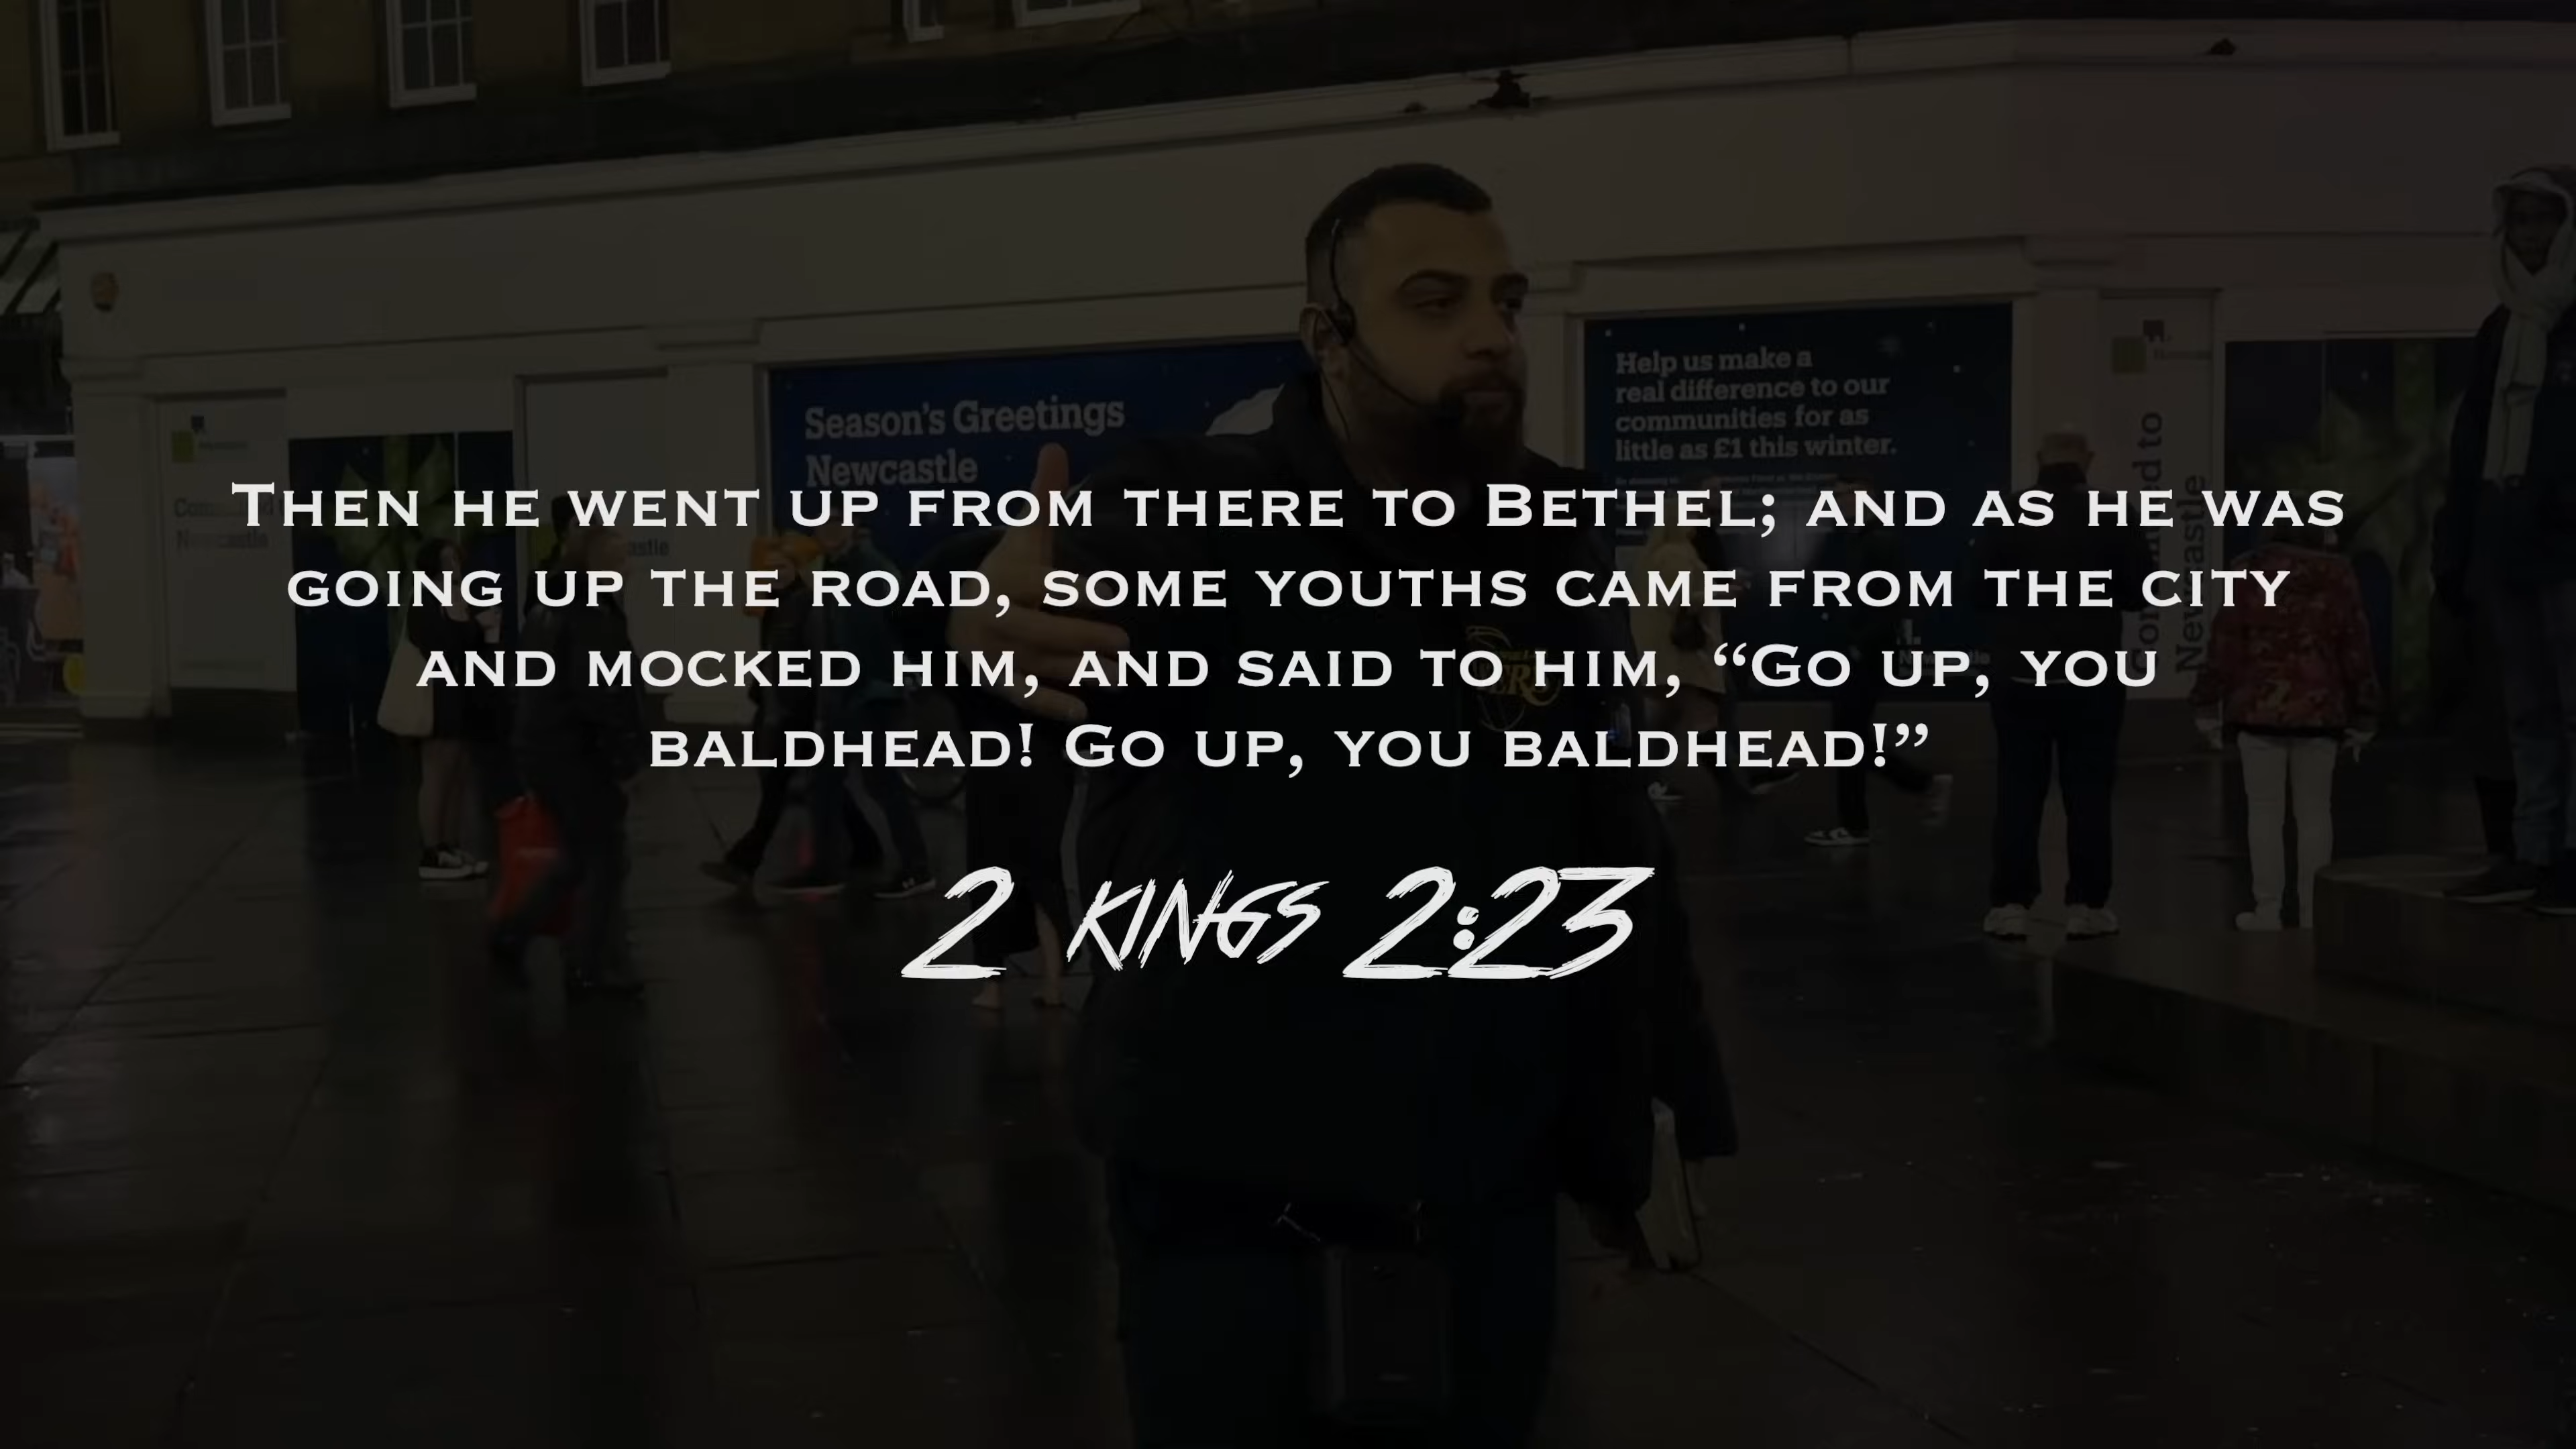 Season's Greetings
Newcastle
Help us make a
real difference to our
communities for as
little as £1 this winter.
Then he went up from there to Bethel; and as he was
going up the road, some youths came from the city
and mocked him, and said to him, “Go up, you
baldhead! Go up, you baldhead!”
2 Kings 2:23
Newcastle